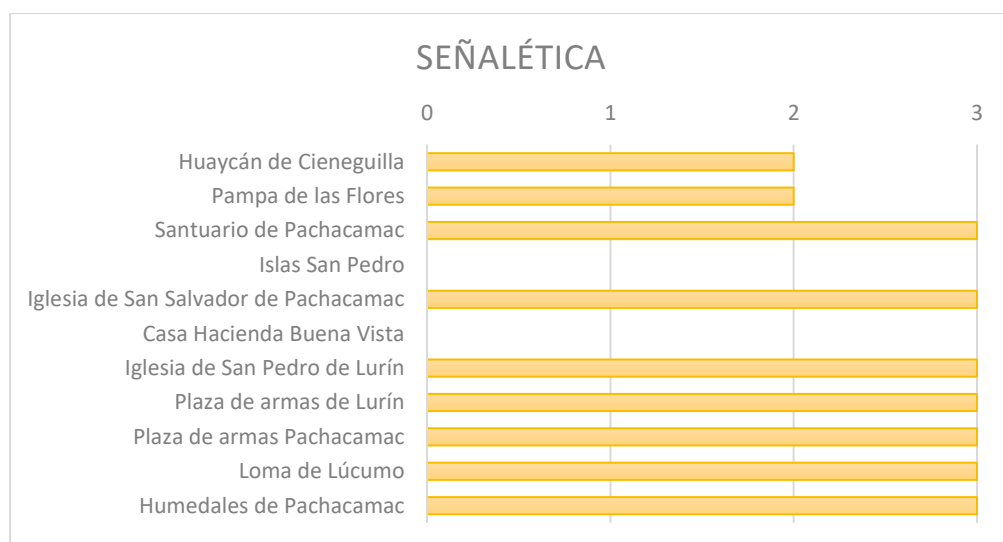 SEÑALÉTICA
0 1 2 3
Huaycán de Cieneguilla
Pampa de las Flores
Santuario de Pachacamac
Islas San Pedro
Iglesia de San Salvador de Pachacamac
Casa Hacienda Buena Vista
Iglesia de San Pedro de Lurín
Plaza de armas de Lurín
Plaza de armas Pachacamac
Loma de Lúcumo
Humedales de Pachacamac